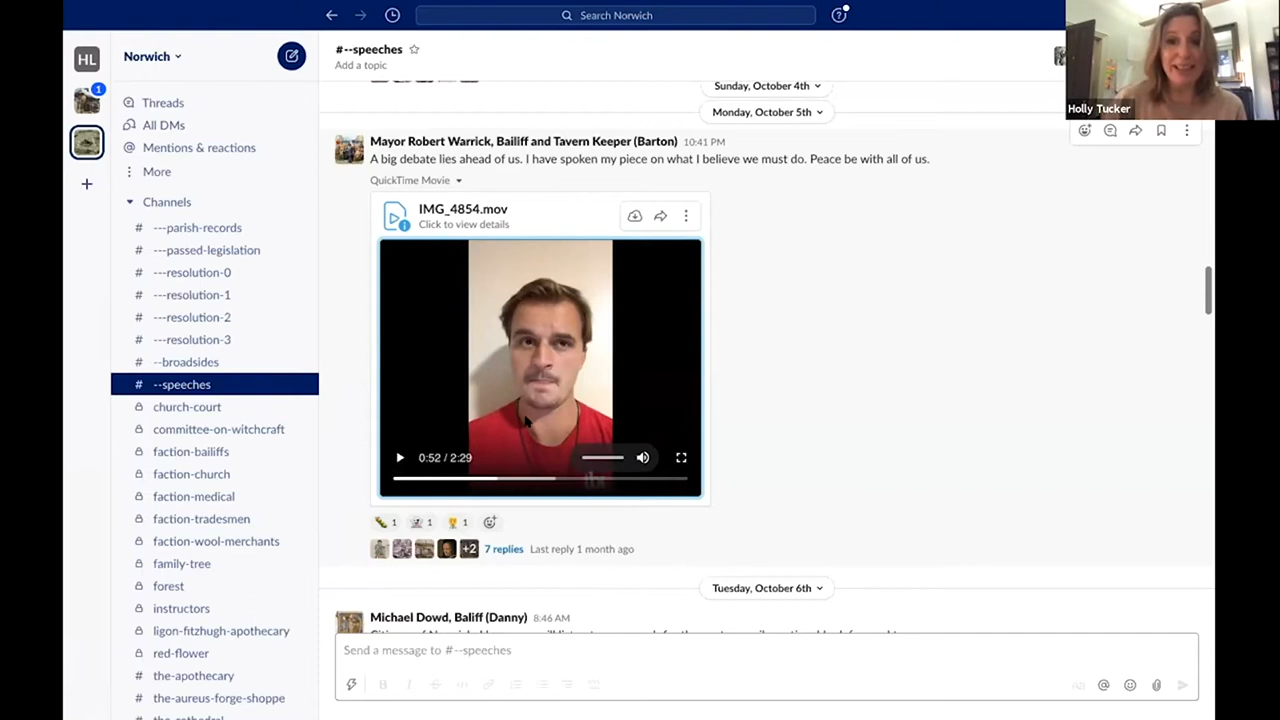 Search Norwich
HL
Norwich
#--speeches
Add a topic
Holly Tucker
1
Threads
All DMs
Mentions & reactions
More
Channels
# ---parish-records
# ---passed-legislation
# ---resolution-0
# ---resolution-1
# ---resolution-2
# ---resolution-3
# --broadsides
# --speeches
church-court
committee-on-witchcraft
faction-bailiffs
faction-church
faction-medical
faction-tradesmen
faction-wool-merchants
family-tree
forest
instructors
ligon-fitzhugh-apothecary
red-flower
# the-apothecary
# the-aureus-forge-shoppe
# the-cathedral
Sunday, October 4th
Monday, October 5th
Mayor Robert Warrick, Bailiff and Tavern Keeper (Barton) 10:41 PM
A big debate lies ahead of us. I have spoken my piece on what I believe we must do. Peace be with all of us.
QuickTime Movie
IMG_4854.mov
Click to view details
0:52 / 2:29
1 1 1
+2 7 replies Last reply 1 month ago
Tuesday, October 6th
Michael Dowd, Baliff (Danny) 8:46 AM
Send a message to #--speeches